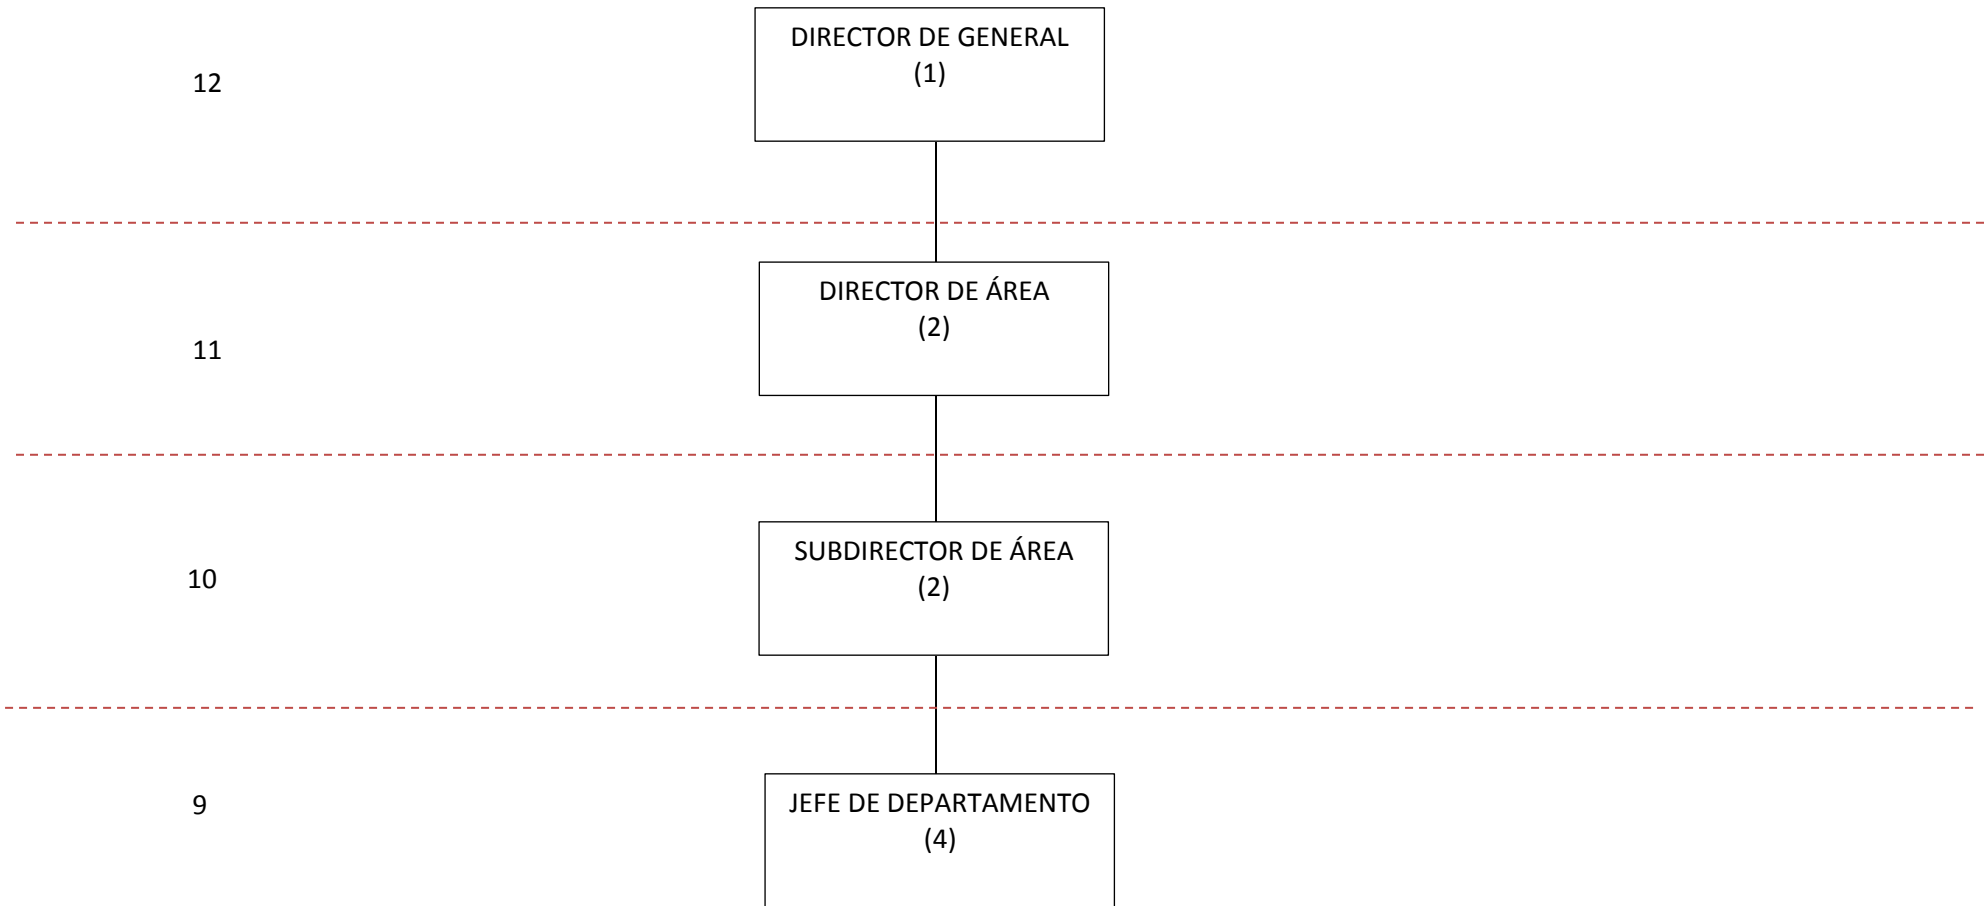 DIRECTOR DE GENERAL
(1)
12
DIRECTOR DE ÁREA
(2)
11
SUBDIRECTOR DE ÁREA
(2)
10
JEFE DE DEPARTAMENTO
(4)
9